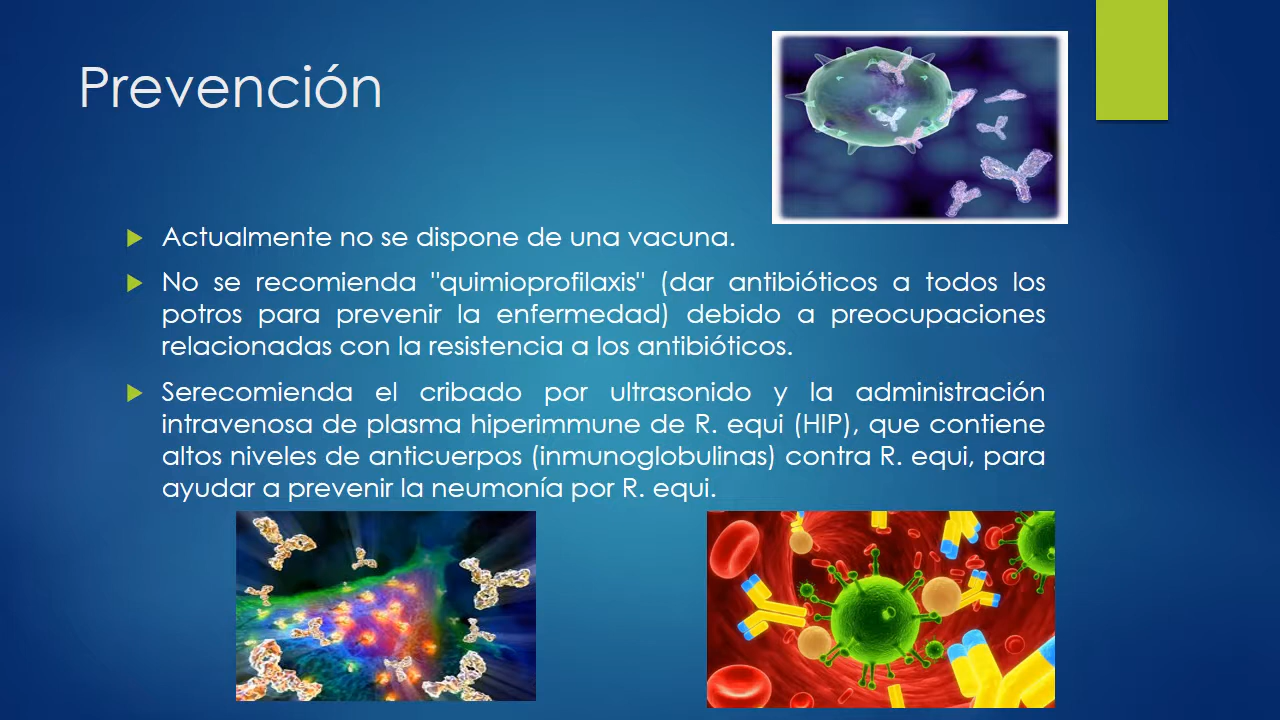 Prevención
Actualmente no se dispone de una vacuna.
No se recomienda "quimioprofilaxis" (dar antibióticos a todos los
potros para prevenir la enfermedad) debido a preocupaciones
relacionadas con la resistencia a los antibióticos.
Serecomienda el cribado por ultrasonido y la administración
intravenosa de plasma hiperimmune de R. equi (HIP), que contiene
altos niveles de anticuerpos (inmunoglobulinas) contra R. equi, para
ayudar a prevenir la neumonía por R. equi.